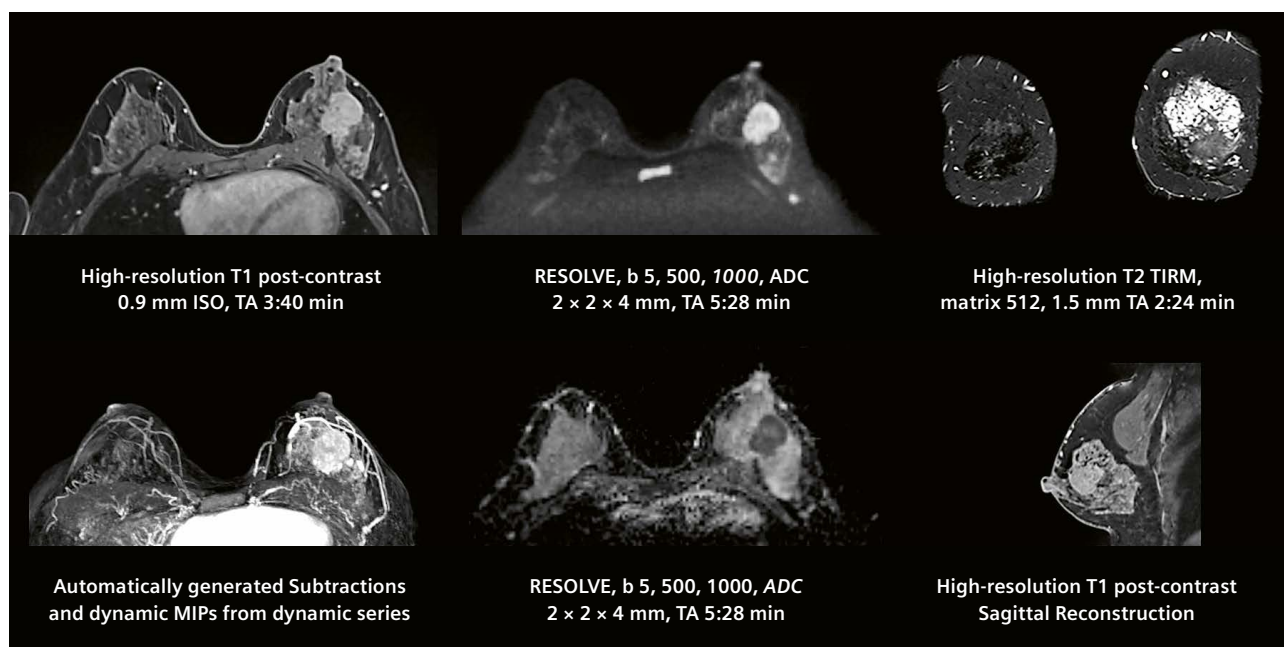 High-resolution T1 post-contrast
0.9 mm ISO, TA 3:40 min
RESOLVE, b 5, 500, 1000, ADC
2 × 2 × 4 mm, TA 5:28 min
High-resolution T2 TIRM,
matrix 512, 1.5 mm TA 2:24 min
Automatically generated Subtractions
and dynamic MIPs from dynamic series
RESOLVE, b 5, 500, 1000, ADC
2 × 2 × 4 mm, TA 5:28 min
High-resolution T1 post-contrast
Sagittal Reconstruction